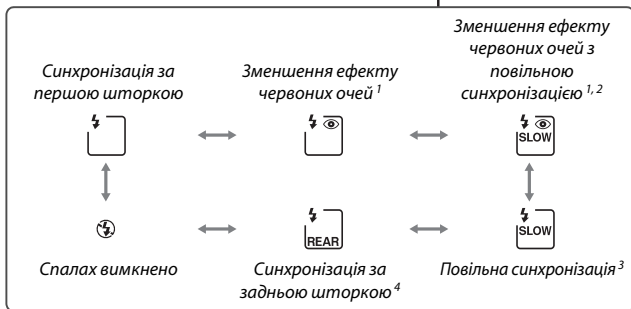 Синхронізація за
першою шторкою
Зменшення ефекту
червоних очей 1
Зменшення ефекту
червоних очей з
повільною
синхронізацією 1, 2
SLOW
REAR
SLOW
Спалах вимкнено
Синхронізація за
задньою шторкою 4
Повільна синхронізація 3